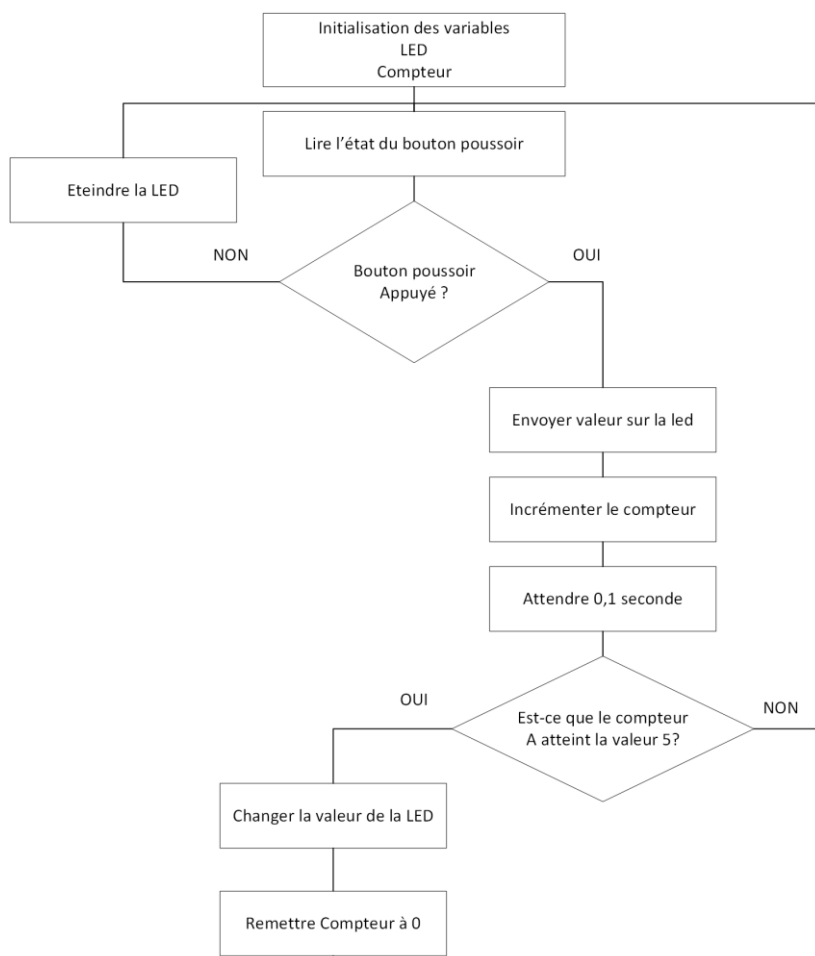 Initialisation des variables
LED
Compteur
Lire l’état du bouton poussoir
Eteindre la LED
NON
OUI
Bouton poussoir
Appuyé ?
Envoyer valeur sur la led
Incrémenter le compteur
Attendre 0,1 seconde
OUI
NON
Est-ce que le compteur
A atteint la valeur 5?
Changer la valeur de la LED
Remettre Compteur à 0